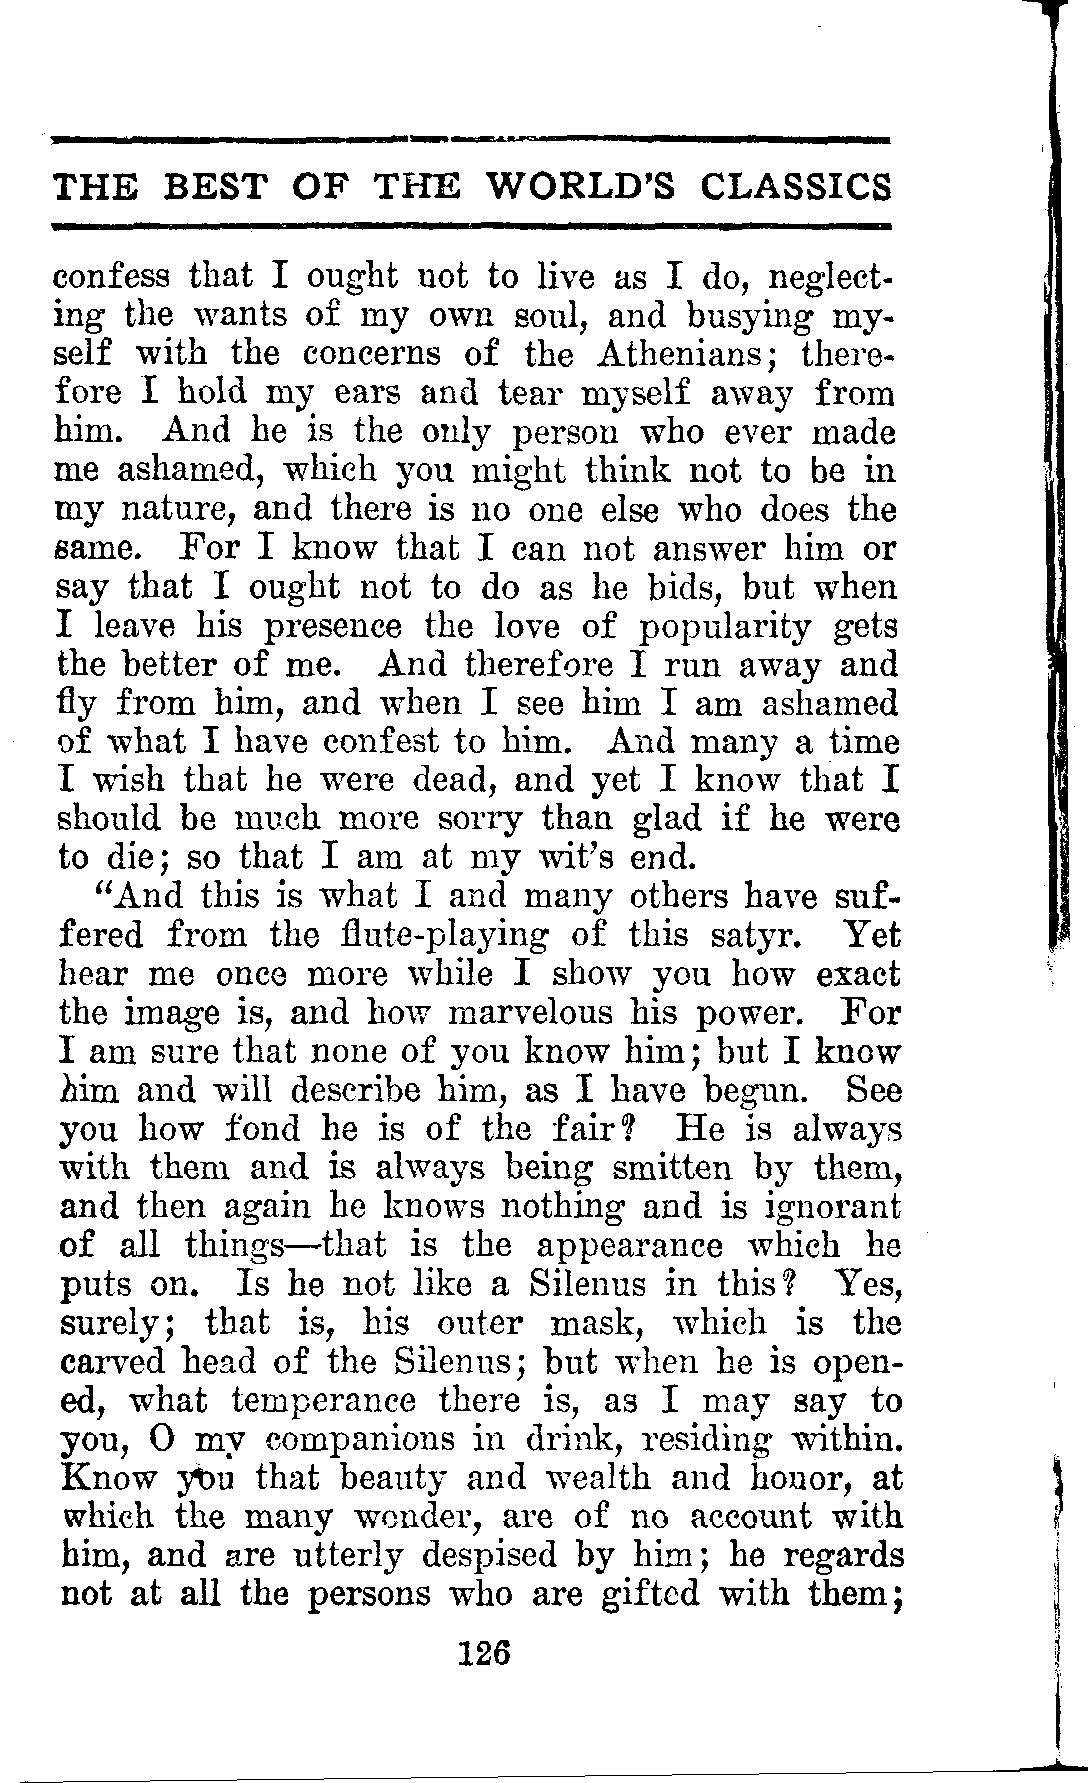 THE BEST OF THE WORLD'S CLASSICS
confess that I ought not to live as I do, neglect-
ing the wants of my own soul, and busying my-
self with the concerns of the Athenians; there-
fore I hold my ears and tear myself away from
him. And he is the only person who ever made
me ashamed, which you might think not to be in
my nature, and there is no one else who does the
same. For I know that I can not answer him or
say that I ought not to do as he bids, but when
I leave his presence the love of popularity gets
the better of me. And therefore I run away and
fly from him, and when I see him I am ashamed
of what I have confest to him. And many a time
I wish that he were dead, and yet I know that I
should be much more sorry than glad if he were
to die; so that I am at my wit's end.
"And this is what I and many others have suf-
fered from the flute-playing of this satyr. Yet
hear me once more while I show you how exact
the image is, and how marvelous his power. For
I am sure that none of you know him; but I know
him and will describe him, as I have begun. See
you how fond he is of the fair? He is always
with them and is always being smitten by them,
and then again he knows nothing and is ignorant
of all things—that is the appearance which he
puts on. Is he not like a Silenus in this? Yes,
surely; that is, his outer mask, which is the
carved head of the Silenus; but when he is open-
ed, what temperance there is, as I may say to
you, O my companions in drink, residing within.
Know you that beauty and wealth and honor, at
which the many wonder, are of no account with
him, and are utterly despised by him; he regards
not at all the persons who are gifted with them;
126